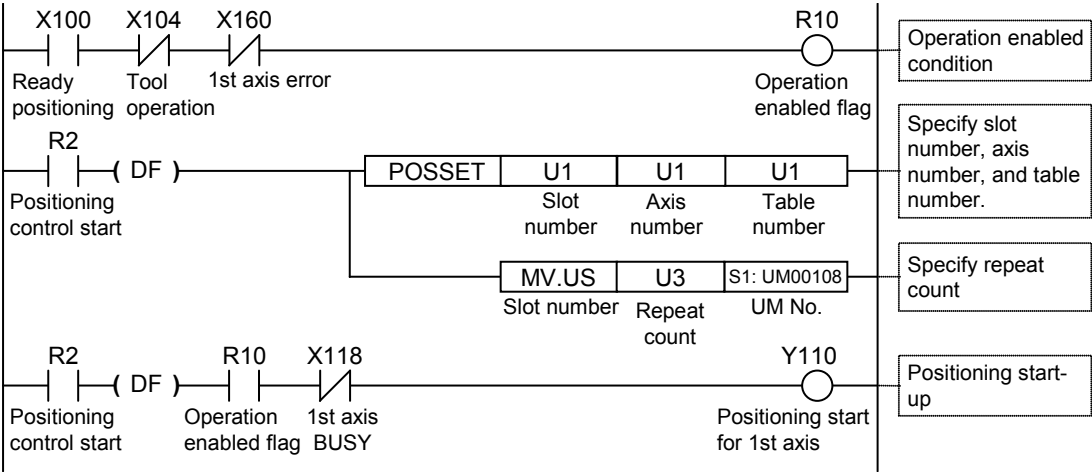 X100 X104 X160 R10
Ready positioning
Tool operation
1st axis error
Operation enabled flag
Operation enabled condition
R2
( DF )
POSSET U1 U1 U1
Positioning control start
Slot number
Axis number
Table number
Specify slot number, axis number, and table number.
MV.US U3 S1: UM00108
Slot number
Repeat count
UM No.
Specify repeat count
R2 R10 X118 Y110
( DF )
Positioning control start
Operation enabled flag
1st axis BUSY
Positioning start for 1st axis
Positioning start-up